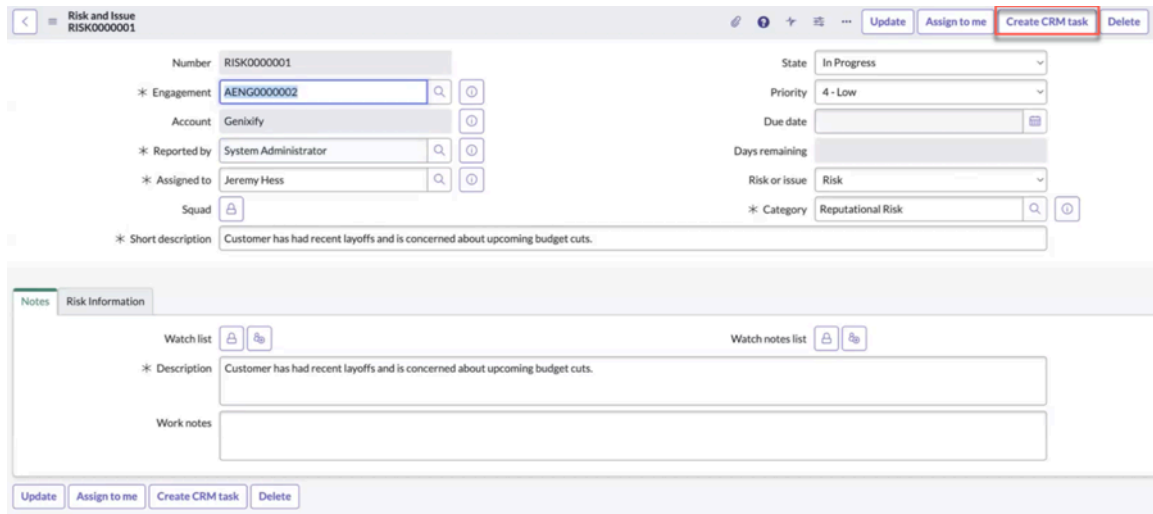 Risk and Issue
RISK0000001
Update
Assign to me
Create CRM task
Delete
Number RISK0000001
State In Progress
* Engagement AENG0000002
Priority 4 - Low
Account Genixify
Due date
* Reported by System Administrator
Days remaining
* Assigned to Jeremy Hess
Risk or issue Risk
Squad
* Category Reputational Risk
* Short description Customer has had recent layoffs and is concerned about upcoming budget cuts.
Notes Risk Information
Watch list
Watch notes list
* Description Customer has had recent layoffs and is concerned about upcoming budget cuts.
Work notes
Update Assign to me Create CRM task Delete